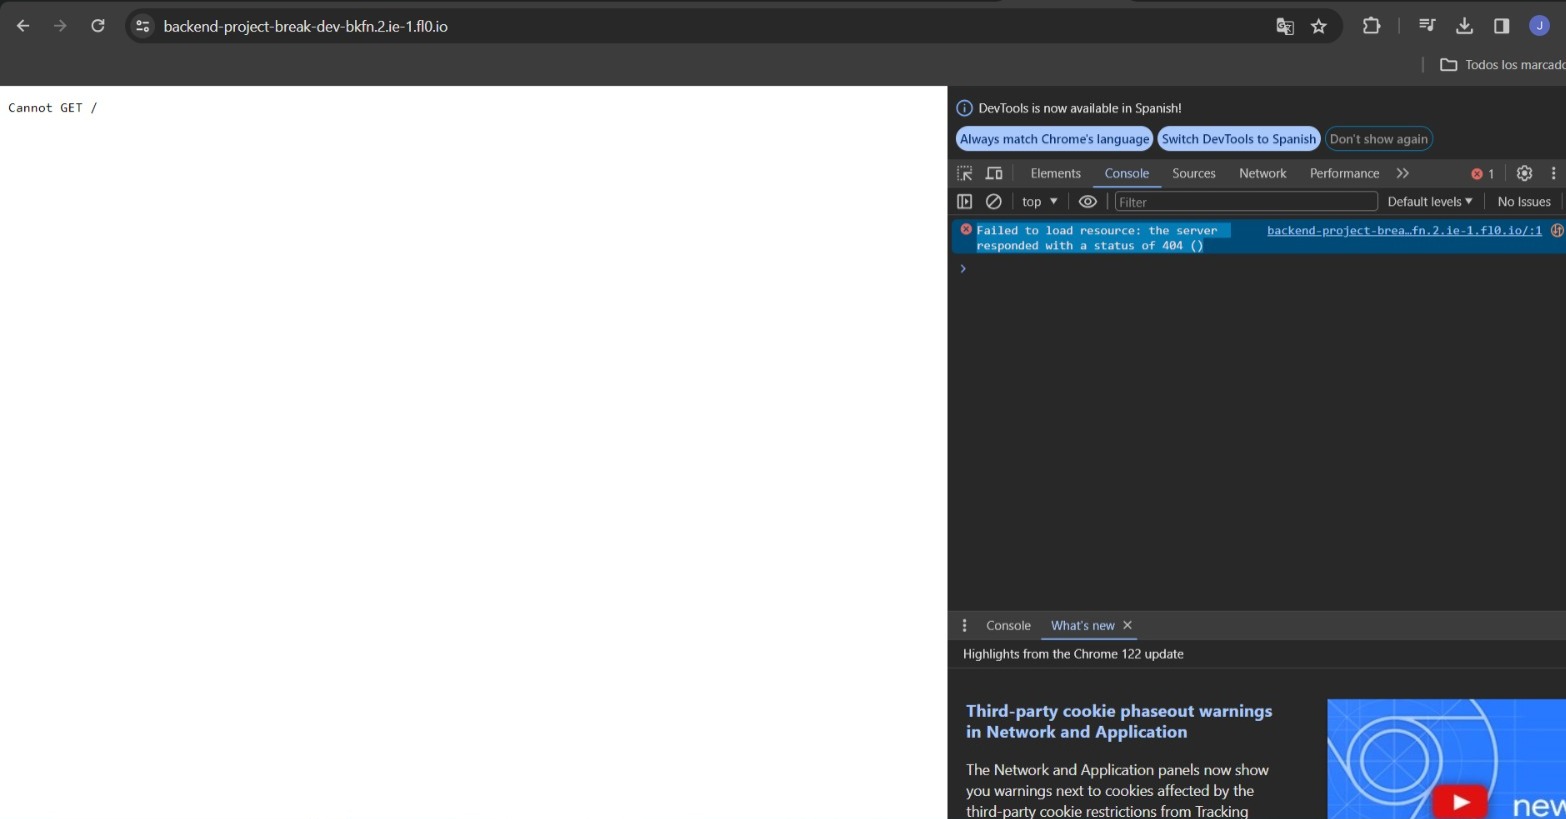 backend-project-break-dev-bkfn.2.ie-1.fl0.io
J
Todos los marcado
Cannot GET /
DevTools is now available in Spanish!
Always match Chrome's language
Switch DevTools to Spanish
Don't show again
Elements
Console
Sources
Network
Performance
1
top
Filter
Default levels
No Issues
Failed to load resource: the server
responded with a status of 404 ()
backend-project-brea…fn.2.ie-1.fl0.io/:1
Console
What's new
Highlights from the Chrome 122 update
Third-party cookie phaseout warnings
in Network and Application
The Network and Application panels now show
you warnings next to cookies affected by the
third-party cookie restrictions from Tracking
new